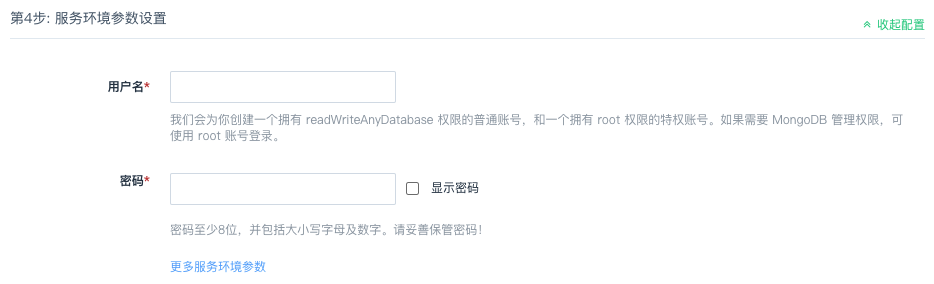 第4步: 服务环境参数设置
收起配置
用户名*
我们会为你创建一个拥有 readWriteAnyDatabase 权限的普通账号，和一个拥有 root 权限的特权账号。如果需要 MongoDB 管理权限，可
使用 root 账号登录。
密码*
显示密码
密码至少8位，并包括大小写字母及数字。请妥善保管密码！
更多服务环境参数